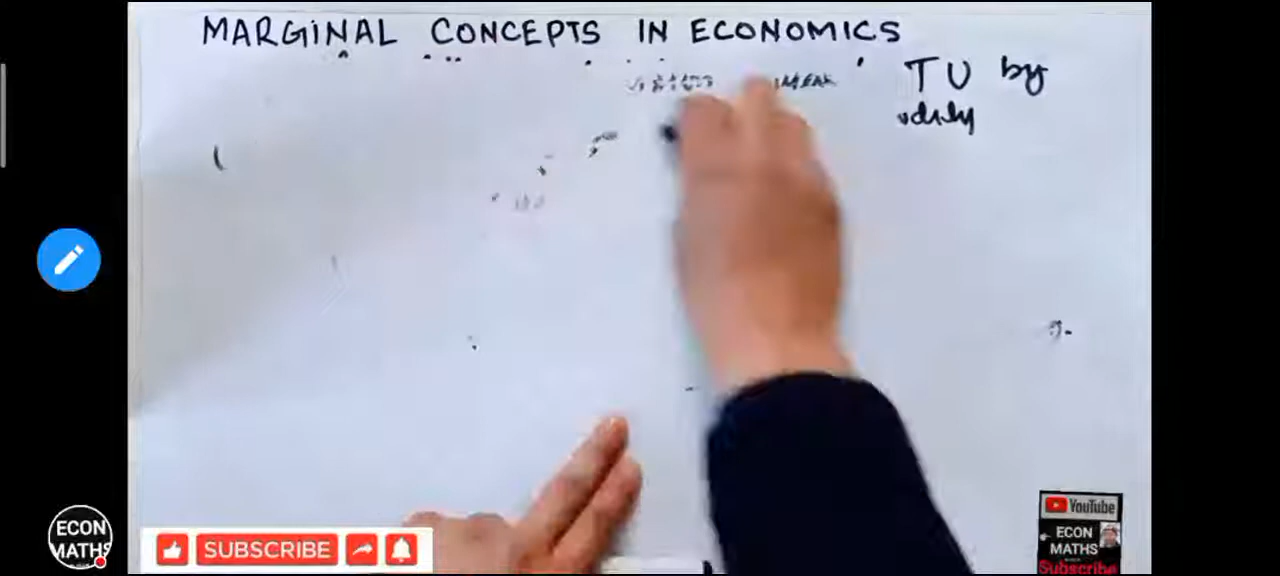 MARGINAL CONCEPTS IN ECONOMICS
TU by
ECON
MATHS
SUBSCRIBE
YouTube
ECON
MATHS
Subscribe